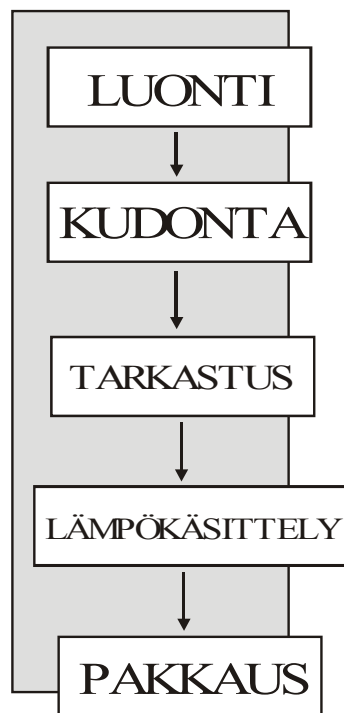 LUONTI
KUDONTA
TARKASTUS
LÄMPÖKÄSITTELY
PAKKAUS